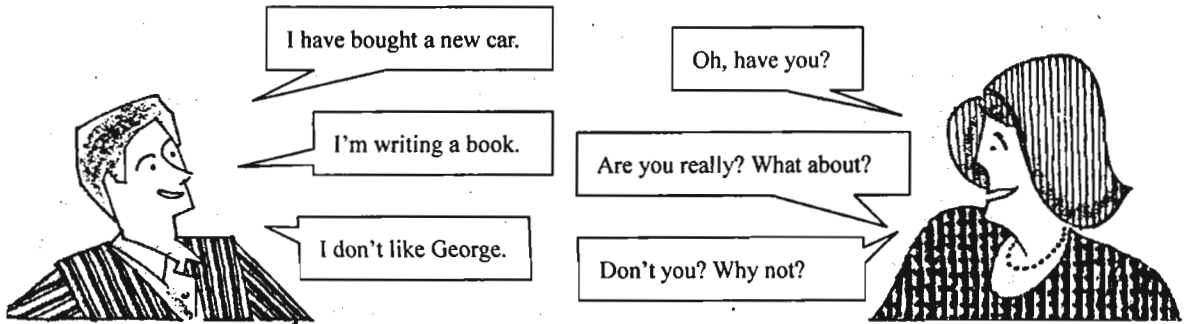 I have bought a new car.
Oh, have you?
I'm writing a book.
Are you really? What about?
I don't like George.
Don't you? Why not?